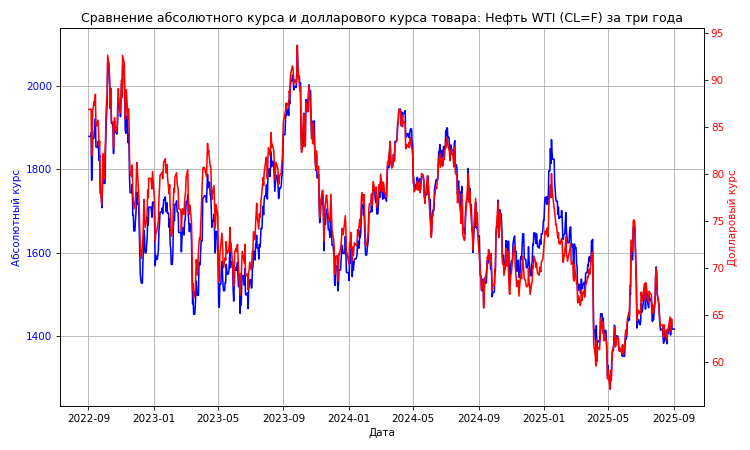 Сравнение абсолютного курса и долларового курса товара: Нефть WTI (CL=F) за три года
Абсолютный курс
2000
1800
1600
1400
95
90
85
80
75
70
65
60
Долларовый курс
2022-09 2023-01 2023-05 2023-09 2024-01 2024-05 2024-09 2025-01 2025-05 2025-09
Дата